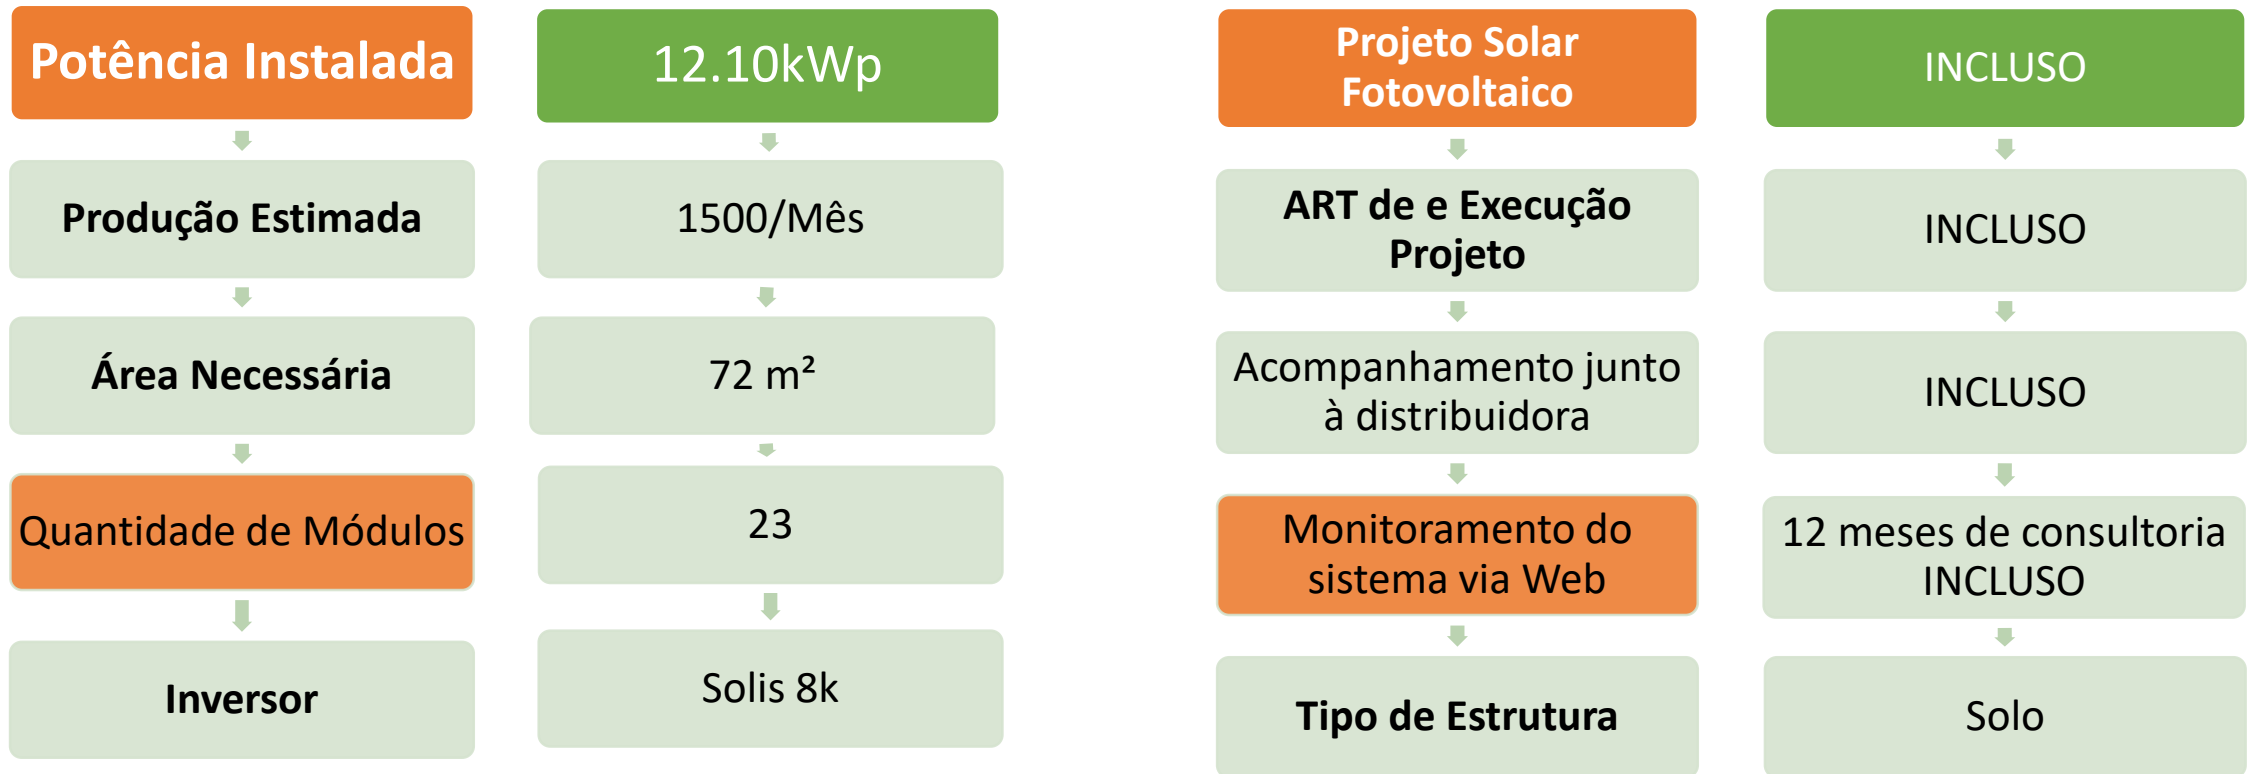 Potência Instalada
12.10kWp
Produção Estimada
1500/Mês
Área Necessária
72 m²
Quantidade de Módulos
23
Inversor
Solis 8k
Projeto Solar
Fotovoltaico
INCLUSO
ART de e Execução
Projeto
INCLUSO
Acompanhamento junto
à distribuidora
INCLUSO
Monitoramento do
sistema via Web
12 meses de consultoria
INCLUSO
Tipo de Estrutura
Solo